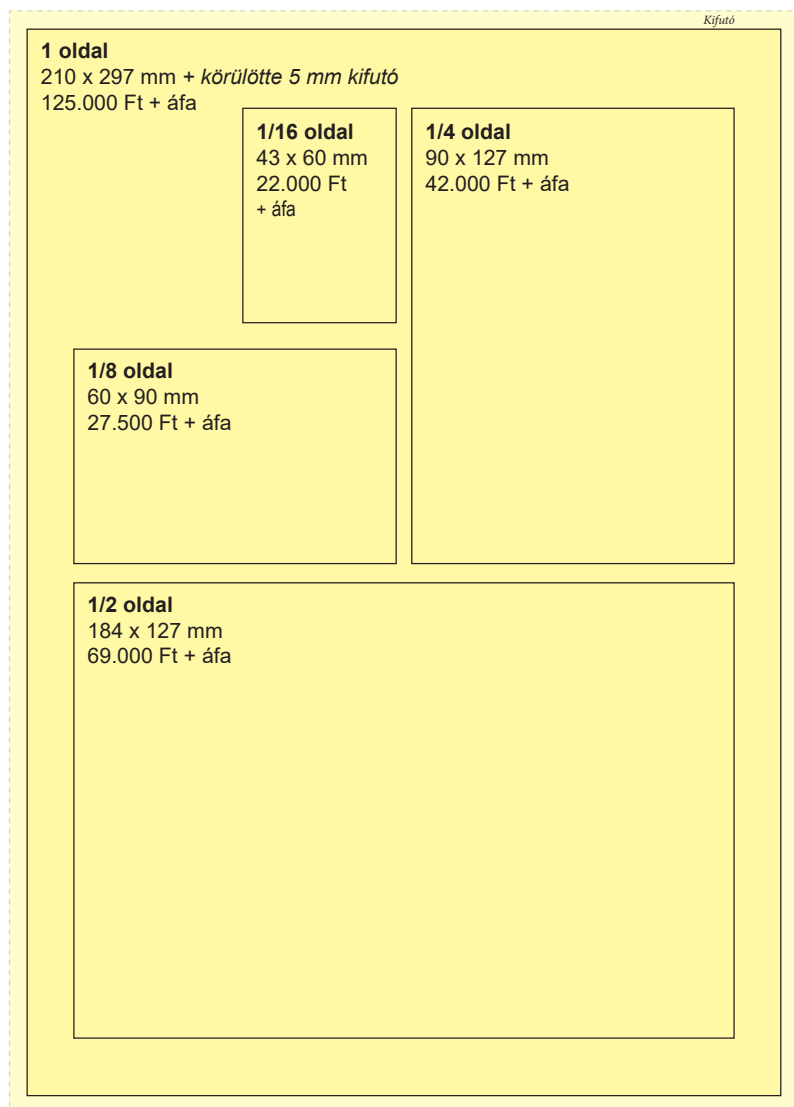 Kifutó
1 oldal
210 x 297 mm + körülötte 5 mm kifutó
125.000 Ft + áfa
1/16 oldal
43 x 60 mm
22.000 Ft
+ áfa
1/4 oldal
90 x 127 mm
42.000 Ft + áfa
1/8 oldal
60 x 90 mm
27.500 Ft + áfa
1/2 oldal
184 x 127 mm
69.000 Ft + áfa